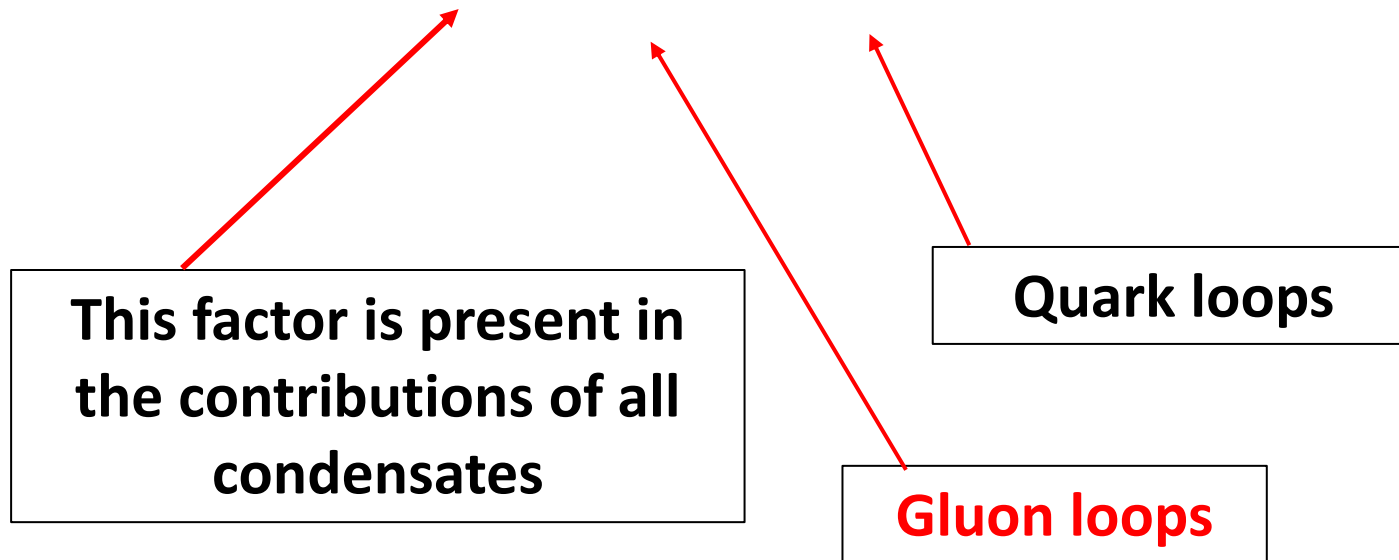 This factor is present in
the contributions of all
condensates
Quark loops
Gluon loops